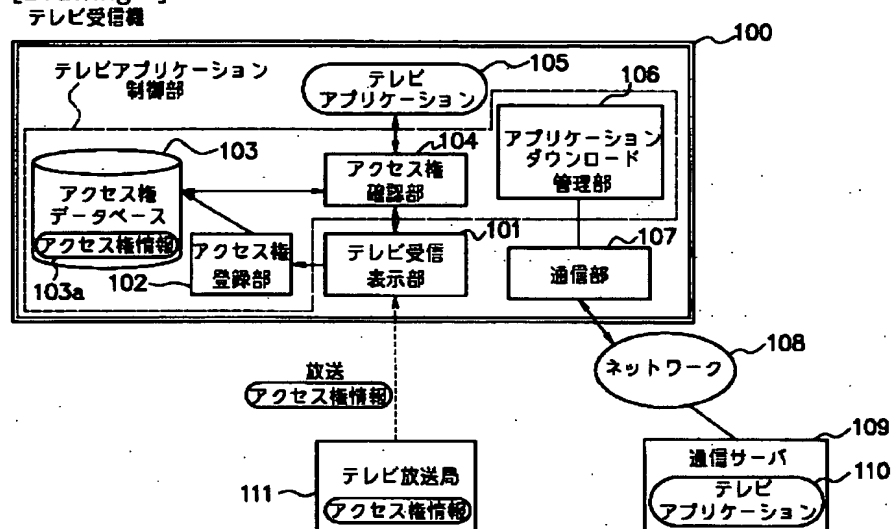 テレビ受信機
100
テレビアプリケーション
制御部
テレビ
アプリケーション
105
106
103
104
アクセス権
確認部
アプリケーション
ダウンロード
管理部
アクセス権
データベース
アクセス権情報
103a
102
アクセス権
登録部
101
テレビ受信
表示部
107
通信部
108
ネットワーク
放送
アクセス権情報
109
111
テレビ放送局
アクセス権情報
通信サーバ
110
テレビ
アプリケーション